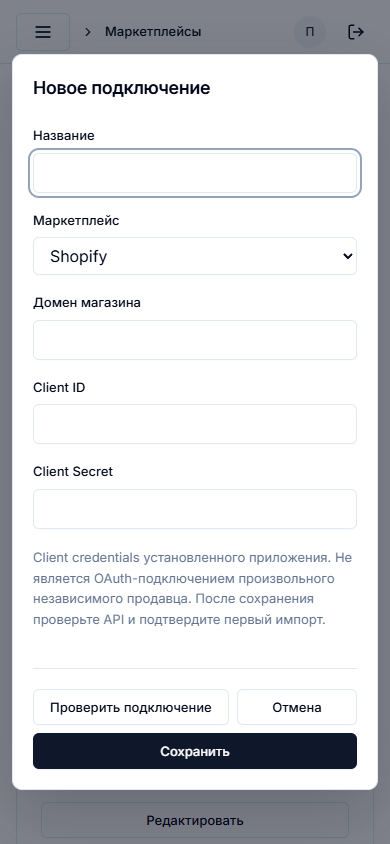 Маркетплейсы
П
Новое подключение
Название
Маркетплейс
Shopify
Домен магазина
Client ID
Client Secret
Client credentials установленного приложения. Не
является OAuth-подключением произвольного
независимого продавца. После сохранения
проверьте API и подтвердите первый импорт.
Проверить подключение
Отмена
Сохранить
Редактировать